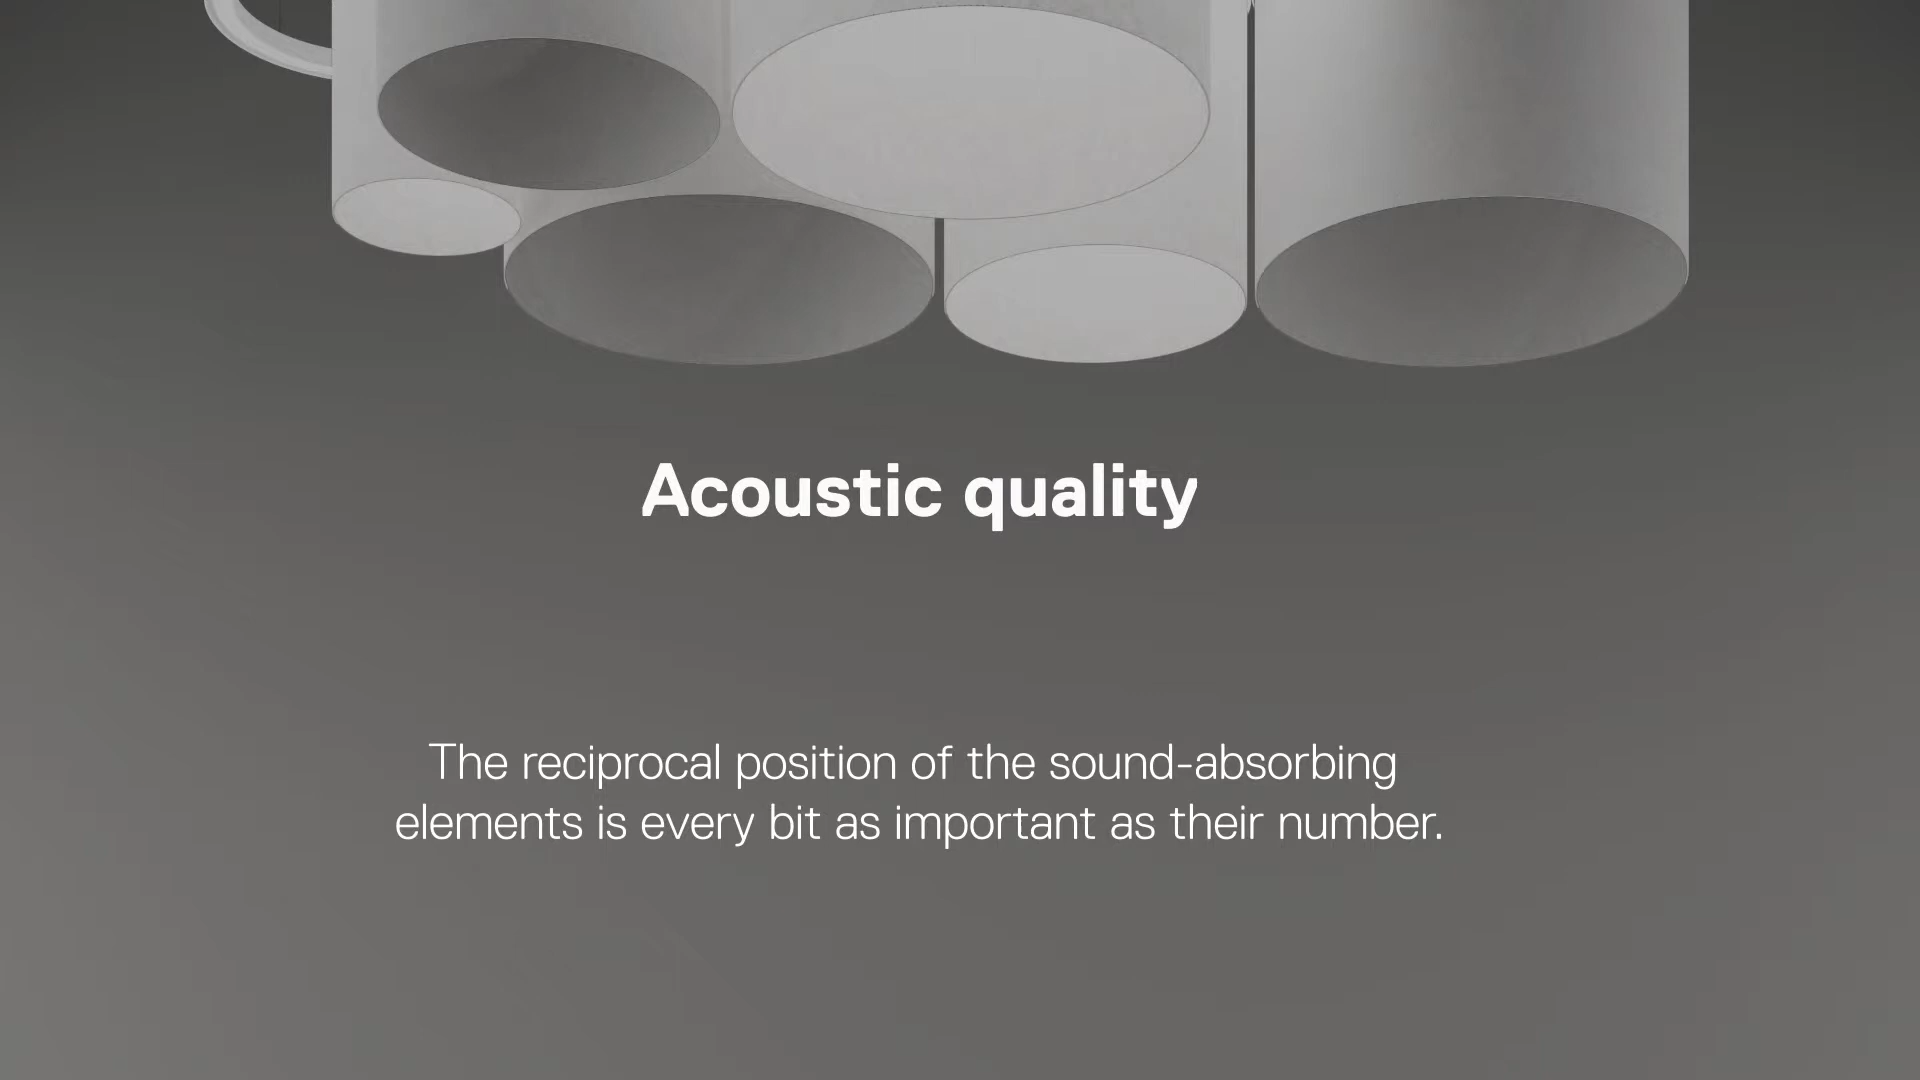 Acoustic quality
The reciprocal position of the sound-absorbing
elements is every bit as important as their number.